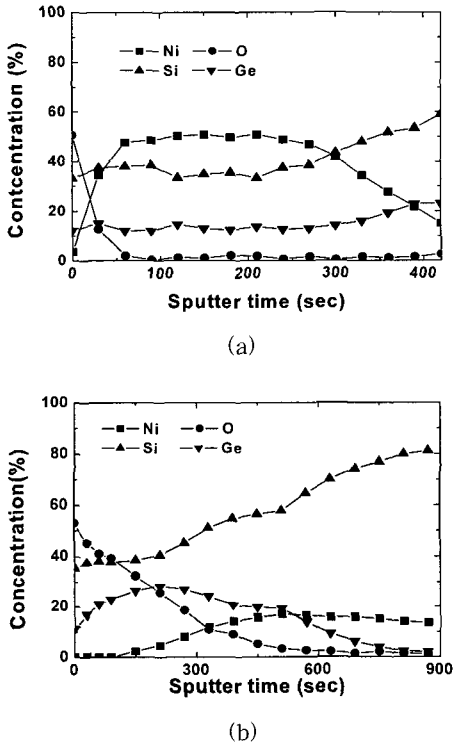 100
80
60
40
20
0
Contcentration (%)
Ni O
Si Ge
0 100 200 300 400
Sputter time (sec)
(a)
100
80
60
40
20
0
Concentration(%)
Ni O
Si Ge
0 300 600 900
Sputter time (sec)
(b)